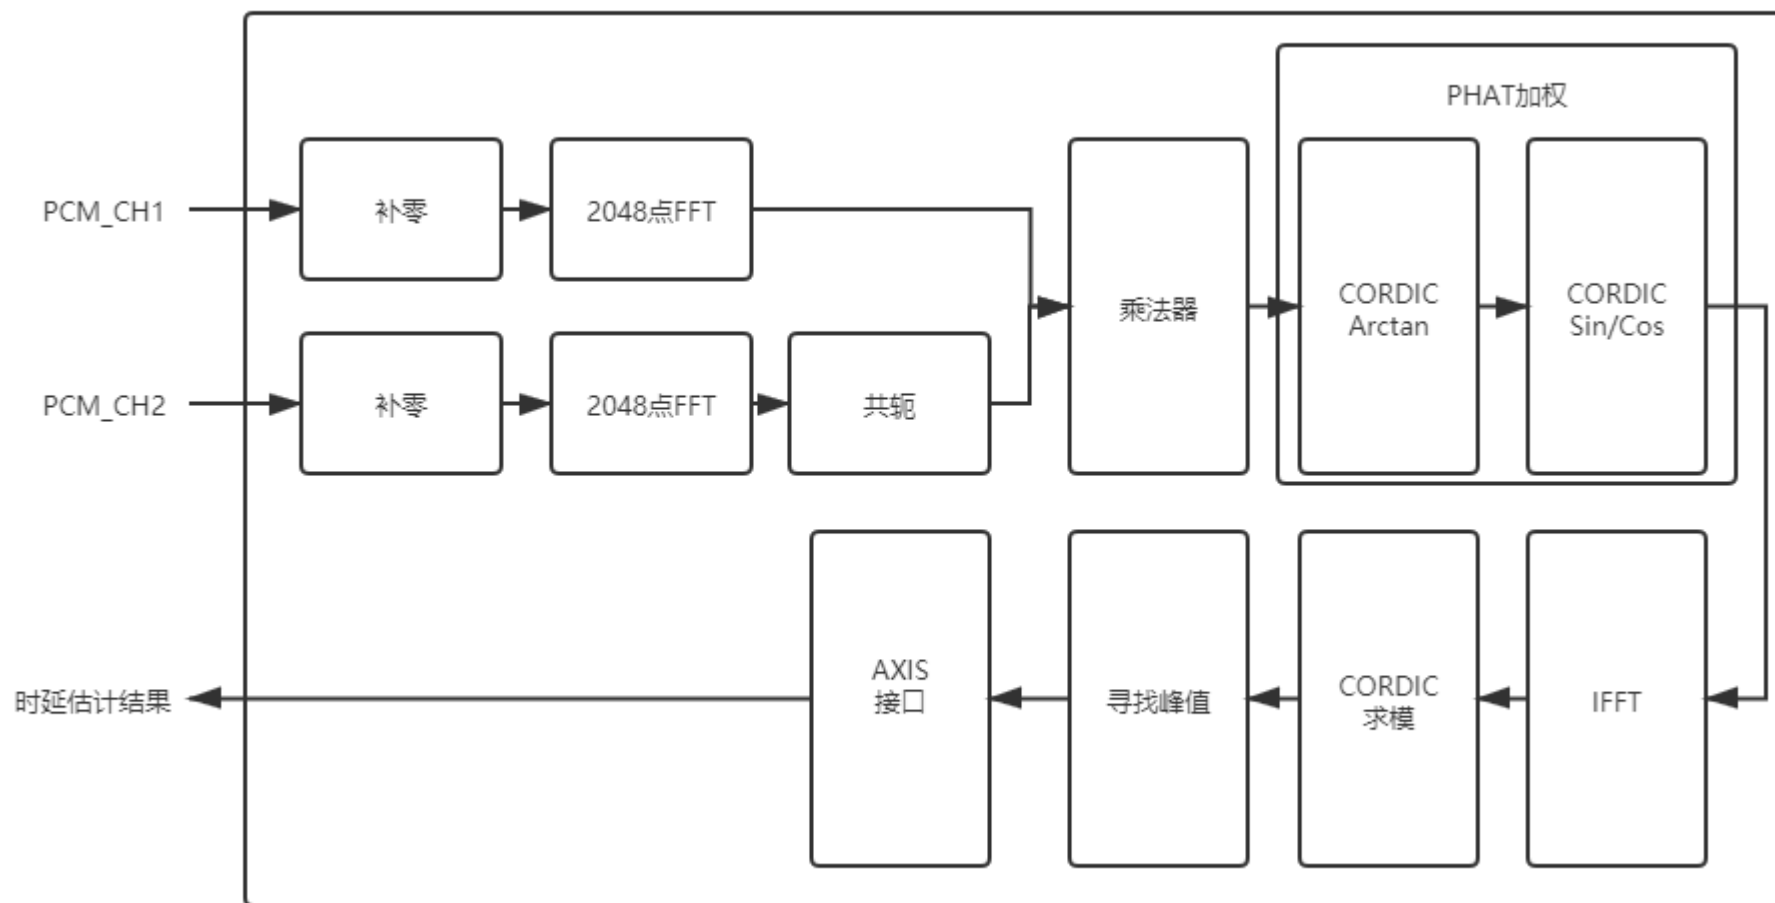 PHAT加权
PCM_CH1
补零
2048点FFT
乘法器
CORDIC
Arctan
CORDIC
Sin/Cos
PCM_CH2
补零
2048点FFT
共轭
时延估计结果
AXIS
接口
寻找峰值
CORDIC
求模
IFFT